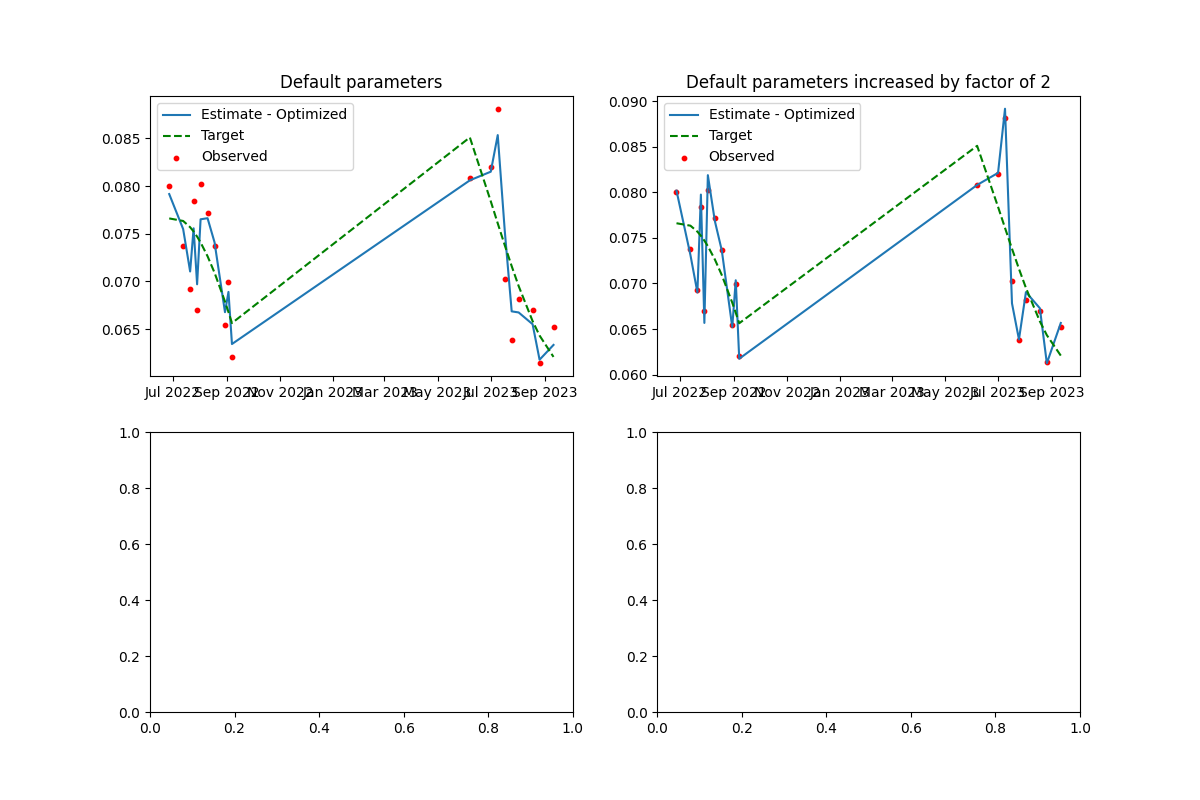 Default parameters
Default parameters increased by factor of 2
Estimate - Optimized
Target
Observed
0.085
0.080
0.075
0.070
0.065
Jul 2022 Sep 2022 Nov 2022 Jan 2023 Mar 2023 May 2023 Jul 2023 Sep 2023
Estimate - Optimized
Target
Observed
0.090
0.085
0.080
0.075
0.070
0.065
0.060
Jul 2022 Sep 2022 Nov 2022 Jan 2023 Mar 2023 May 2023 Jul 2023 Sep 2023
1.0
0.8
0.6
0.4
0.2
0.0
0.0 0.2 0.4 0.6 0.8 1.0
1.0
0.8
0.6
0.4
0.2
0.0
0.0 0.2 0.4 0.6 0.8 1.0